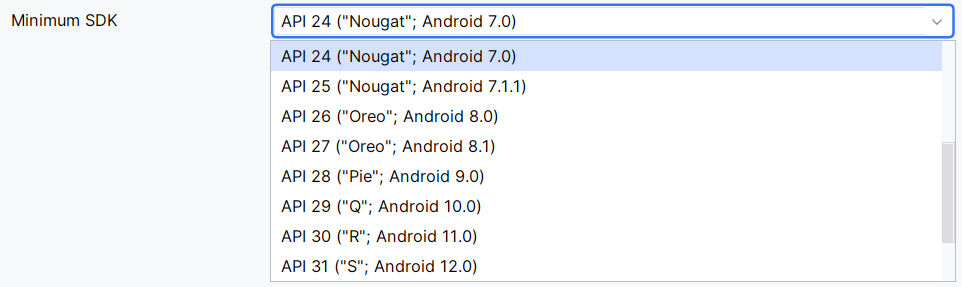 Minimum SDK
API 24 ("Nougat"; Android 7.0)
API 24 ("Nougat"; Android 7.0)
API 25 ("Nougat"; Android 7.1.1)
API 26 ("Oreo"; Android 8.0)
API 27 ("Oreo"; Android 8.1)
API 28 ("Pie"; Android 9.0)
API 29 ("Q"; Android 10.0)
API 30 ("R"; Android 11.0)
API 31 ("S"; Android 12.0)